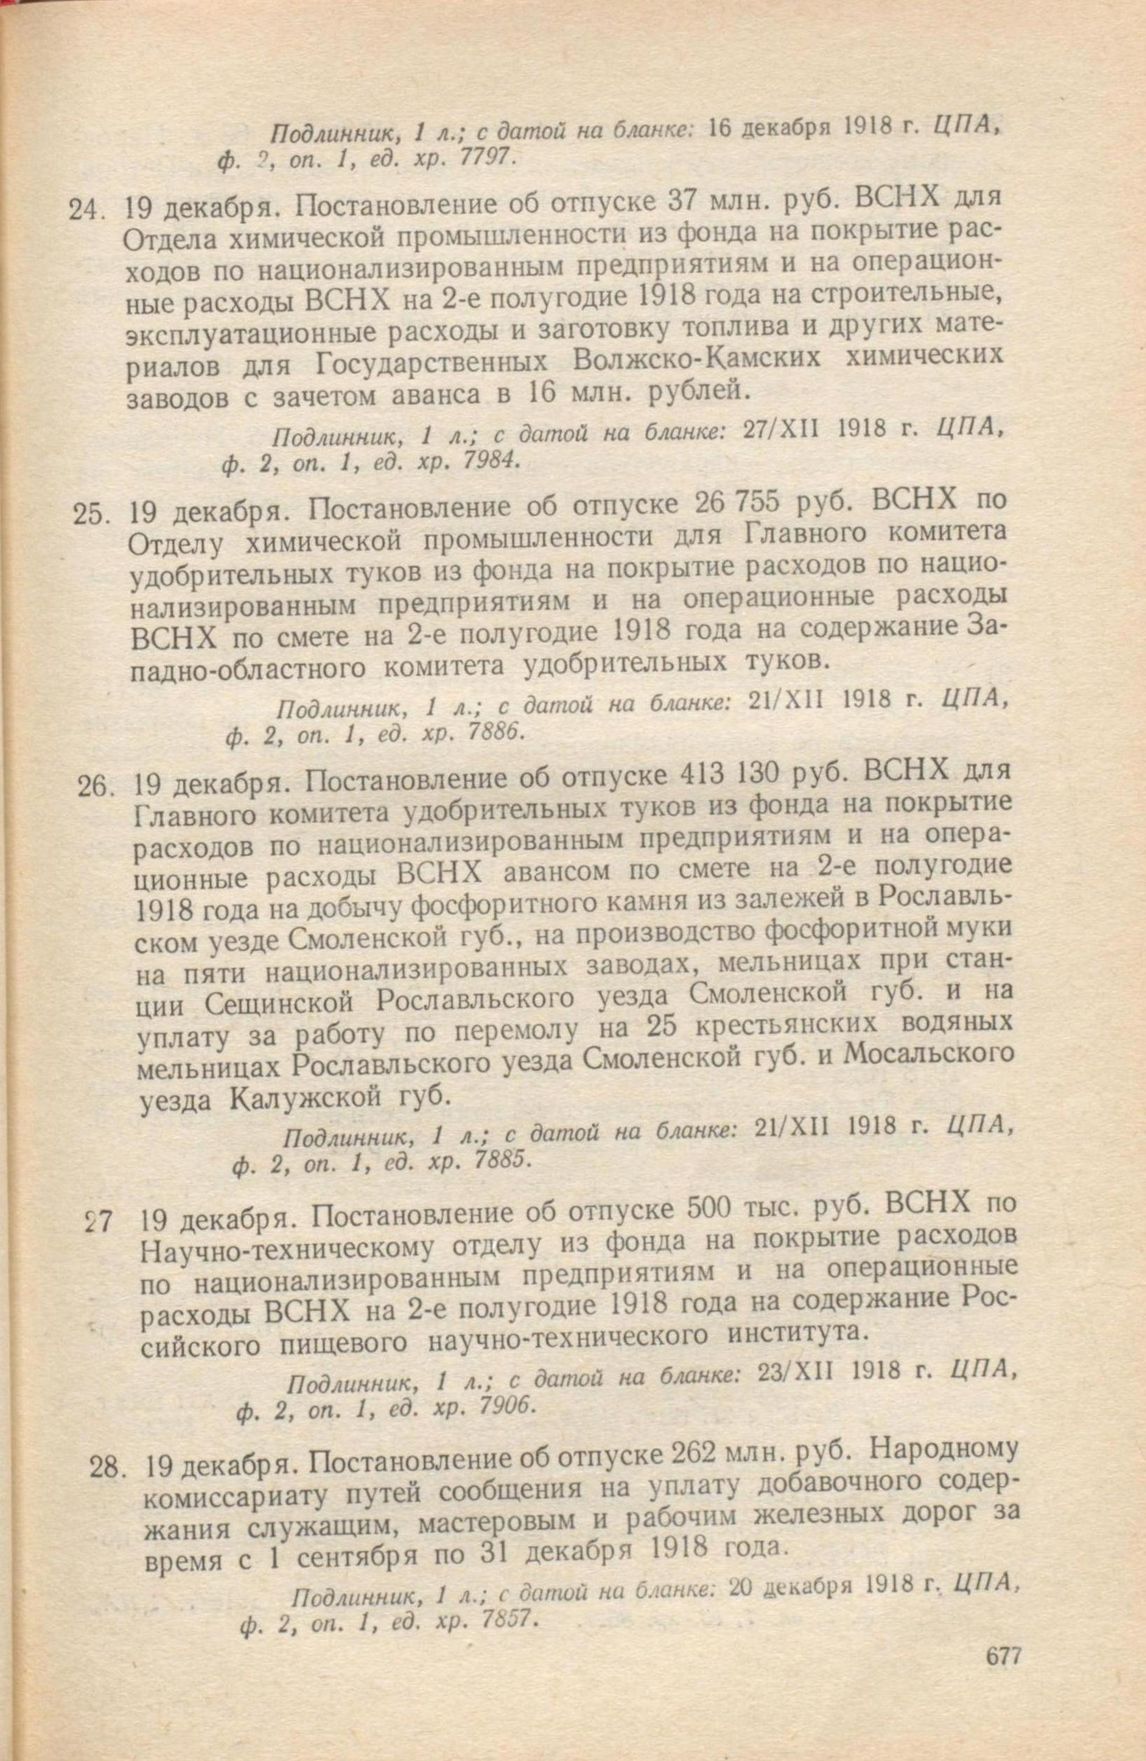 Подлинник, 1 л.; с датой на бланке: 16 декабря 1918 г. ЦПА,
ф. 2, оп. 1, ед. хр. 7797.
24. 19 декабря. Постановление об отпуске 37 млн. руб. ВСНХ для
Отдела химической промышленности из фонда на покрытие рас-
ходов по национализированным предприятиям и на операцион-
ные расходы ВСНХ на 2-е полугодие 1918 года на строительные,
эксплуатационные расходы и заготовку топлива и других мате-
риалов для Государственных Волжско-Камских химических
заводов с зачетом аванса в 16 млн. рублей.
Подлинник, 1 л.; с датой на бланке: 27/XII 1918 г. ЦПА,
ф. 2, оп. 1, ед. хр. 7984.
25. 19 декабря. Постановление об отпуске 26 755 руб. ВСНХ по
Отделу химической промышленности для Главного комитета
удобрительных туков из фонда на покрытие расходов по нацио-
нализированным предприятиям и на операционные расходы
ВСНХ по смете на 2-е полугодие 1918 года на содержание За-
падно-областного комитета удобрительных туков.
Подлинник, 1 л.; с датой на бланке: 21/XII 1918 г. ЦПА,
ф. 2, оп. 1, ед. хр. 7886.
26. 19 декабря. Постановление об отпуске 413 130 руб. ВСНХ для
Главного комитета удобрительных туков из фонда на покрытие
расходов по национализированным предприятиям и на опера-
ционные расходы ВСНХ авансом по смете на 2-е полугодие
1918 года на добычу фосфоритного камня из залежей в Рославль-
ском уезде Смоленской губ., на производство фосфоритной муки
на пяти национализированных заводах, мельницах при стан-
ции Сещинской Рославльского уезда Смоленской губ. и на
уплату за работу по перемолу на 25 крестьянских водяных
мельницах Рославльского уезда Смоленской губ. и Мосальского
уезда Калужской губ.
Подлинник, 1 л.; с датой на бланке: 21/XII 1918 г. ЦПА,
ф. 2, оп. 1, ед. хр. 7885.
27 19 декабря. Постановление об отпуске 500 тыс. руб. ВСНХ по
Научно-техническому отделу из фонда на покрытие расходов
по национализированным предприятиям и на операционные
расходы ВСНХ на 2-е полугодие 1918 года на содержание Рос-
сийского пищевого научно-технического института.
Подлинник, 1 л.; с датой на бланке: 23/XII 1918 г. ЦПА,
ф. 2, оп. 1, ед. хр. 7906.
28. 19 декабря. Постановление об отпуске 262 млн. руб. Народному
комиссариату путей сообщения на уплату добавочного содер-
жания служащим, мастеровым и рабочим железных дорог за
время с 1 сентября по 31 декабря 1918 года.
Подлинник, 1 л.; с датой на бланке: 20 декабря 1918 г. ЦПА,
ф. 2, оп. 1, ед. хр. 7857.
677